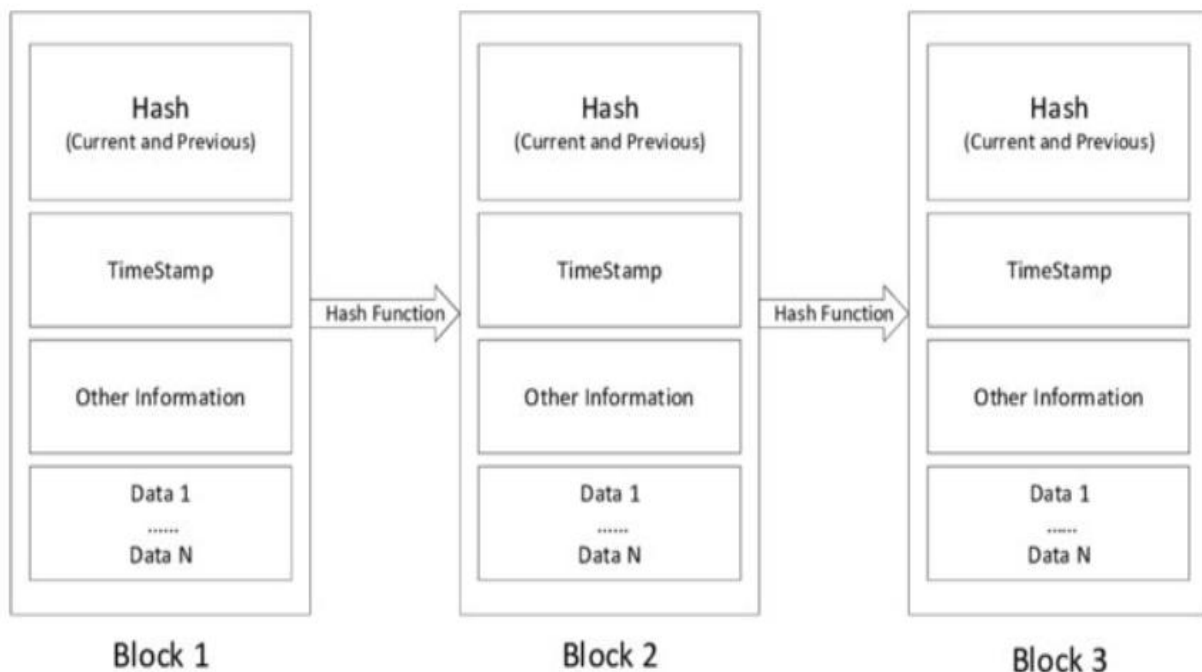 Hash
(Current and Previous)
TimeStamp
Other Information
Data 1
......
Data N
Block 1
Hash Function
Hash
(Current and Previous)
TimeStamp
Other Information
Data 1
......
Data N
Block 2
Hash Function
Hash
(Current and Previous)
TimeStamp
Other Information
Data 1
......
Data N
Block 3